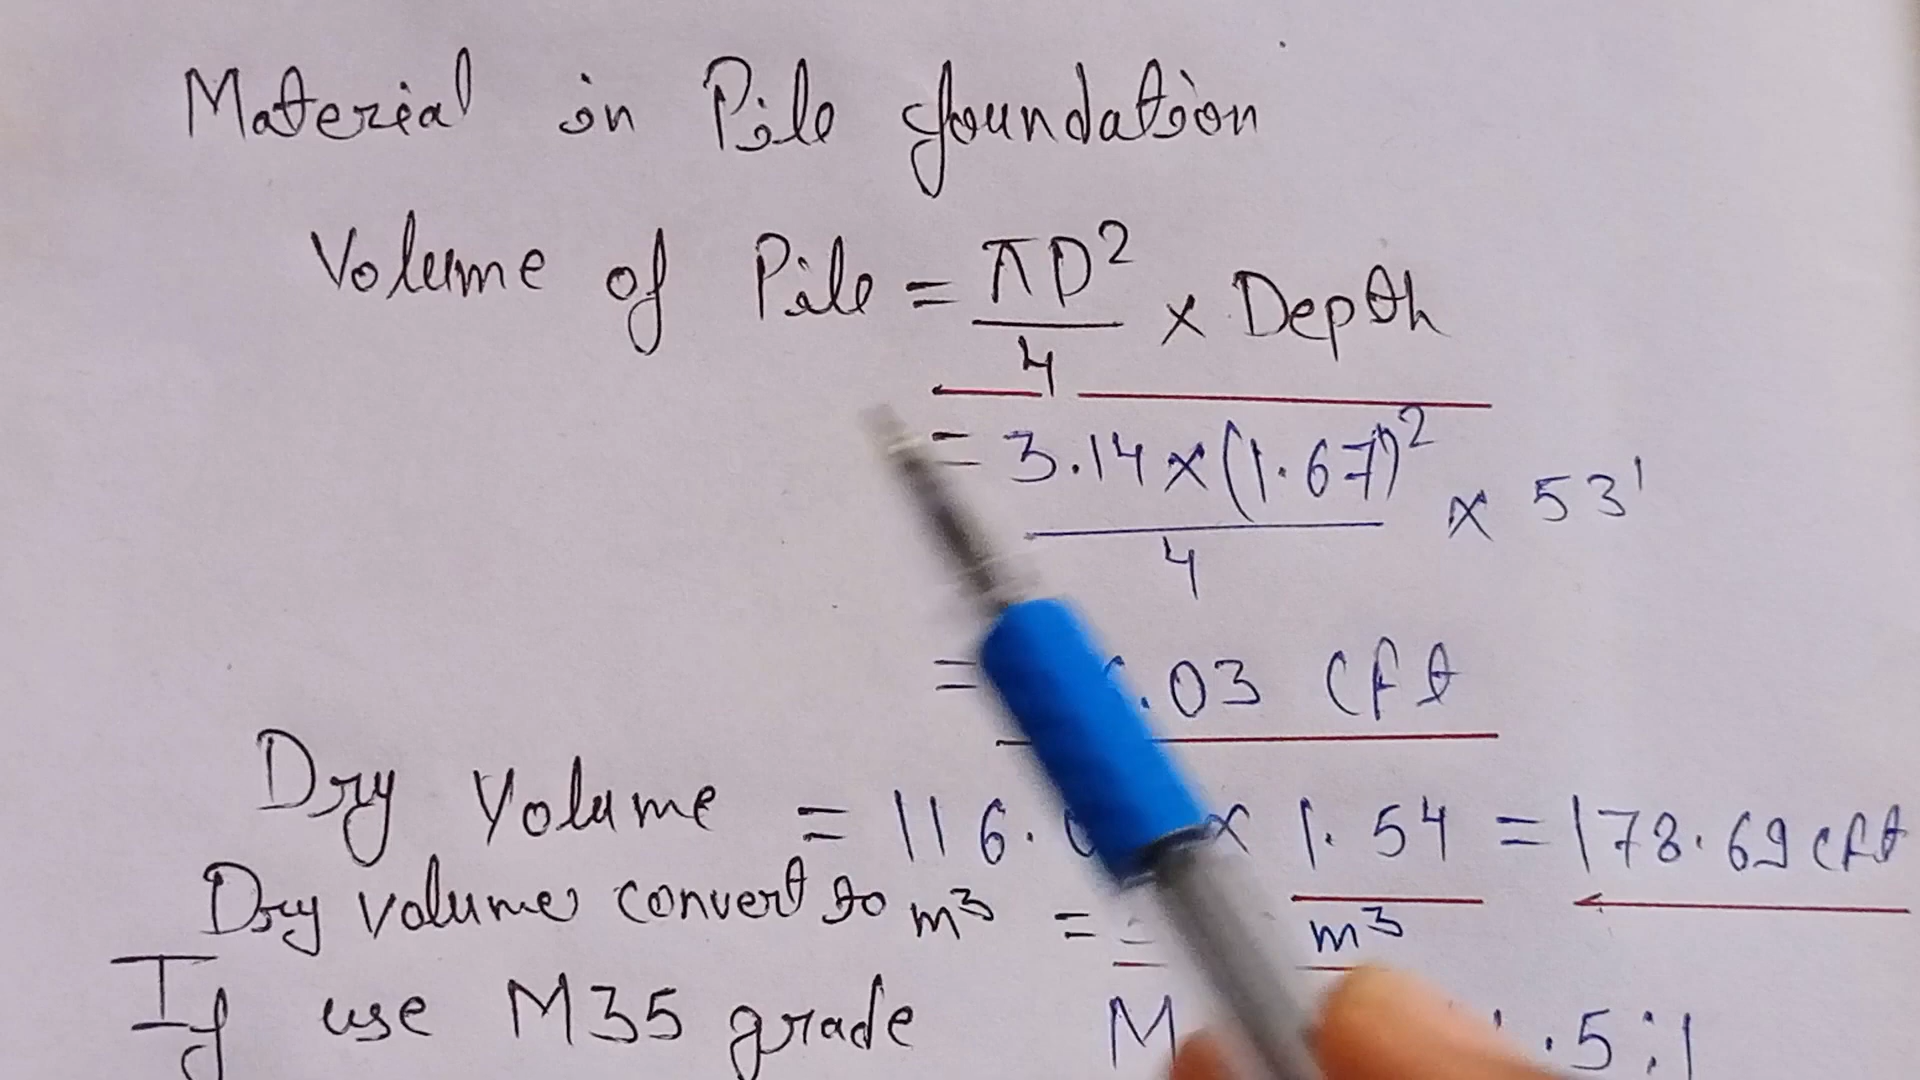 Material in Pile foundation
Volume of Pile = πD²/4 × Depth
= 3.14 × (1.67)²/4 × 53'
= .03 Cft
Dry Volume = 116. × 1.54 = 178.69 cft
Dry volume convert to m³ = m³
If use M35 grade M .5:1